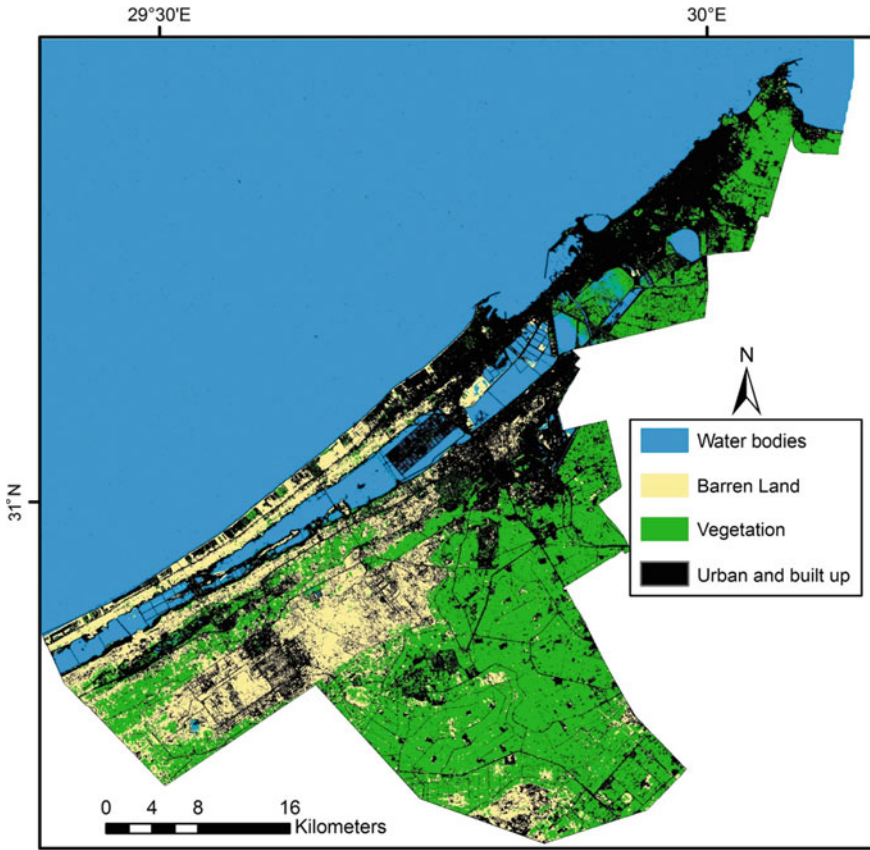 29°30'E
30°E
N
Water bodies
Barren Land
31°N
Vegetation
Urban and built up
0 4 8 16
Kilometers